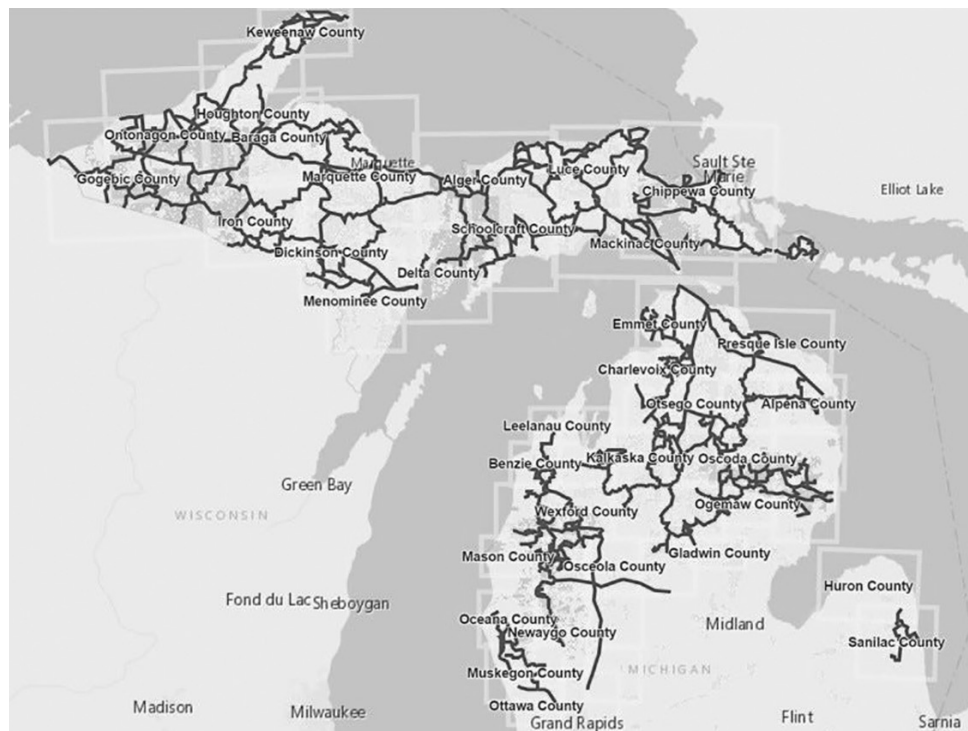 Keweenaw County
Houghton County
Ontonagon County
Baraga County
Marquette
Gogebic County
Marquette County
Alger County
Luce County
Sault Ste
Marie
Chippewa County
Elliot Lake
Iron County
Schoolcraft County
Dickinson County
Mackinac County
Delta County
Menominee County
Emmet County
Presque Isle County
Charlevoix County
Otsego County
Alpena County
Leelanau County
Benzie County
Kalkaska County
Oscoda County
Green Bay
WISCONSIN
Wexford County
Ogemaw County
Mason County
Osceola County
Gladwin County
Huron County
Fond du Lac
Sheboygan
Oceana County
Newaygo County
Midland
Sanilac County
Muskegon County
MICHIGAN
Madison
Milwaukee
Ottawa County
Grand Rapids
Flint
Sarnia